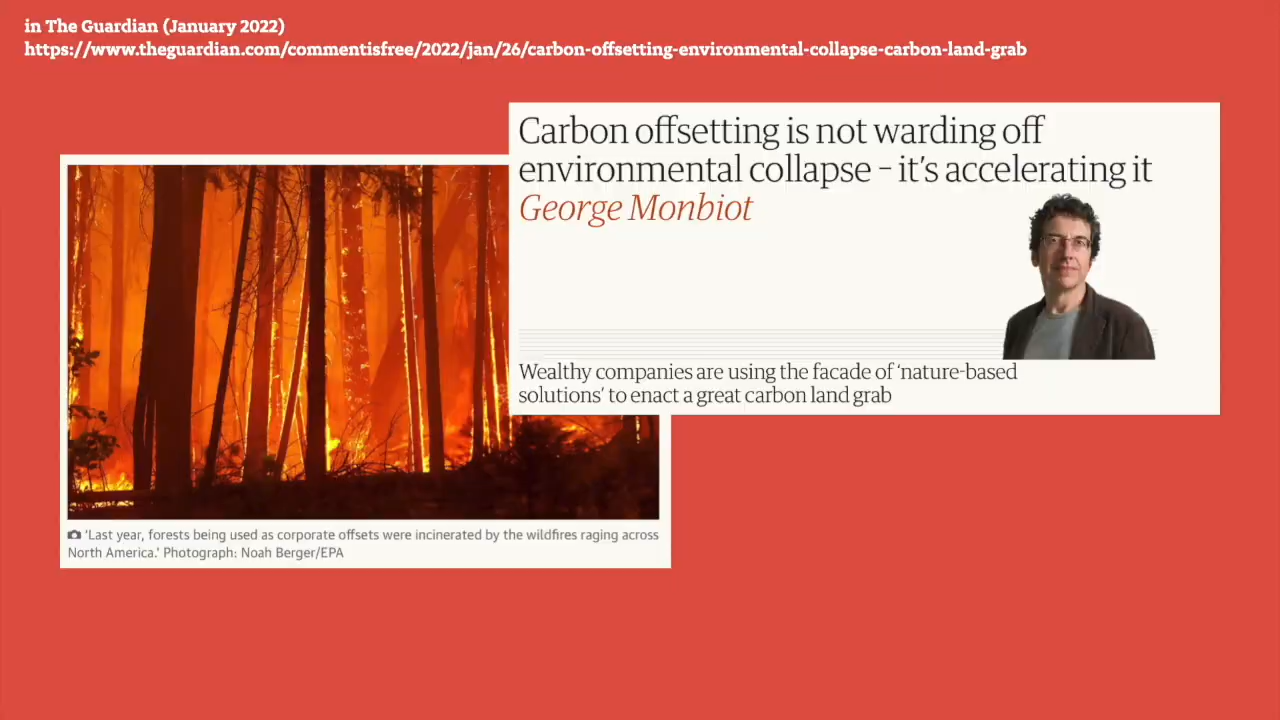 in The Guardian (January 2022)
https://www.theguardian.com/commentisfree/2022/jan/26/carbon-offsetting-environmental-collapse-carbon-land-grab
Carbon offsetting is not warding off
environmental collapse – it’s accelerating it
George Monbiot
Wealthy companies are using the facade of ‘nature-based
solutions’ to enact a great carbon land grab
‘Last year, forests being used as corporate offsets were incinerated by the wildfires raging across
North America.’ Photograph: Noah Berger/EPA